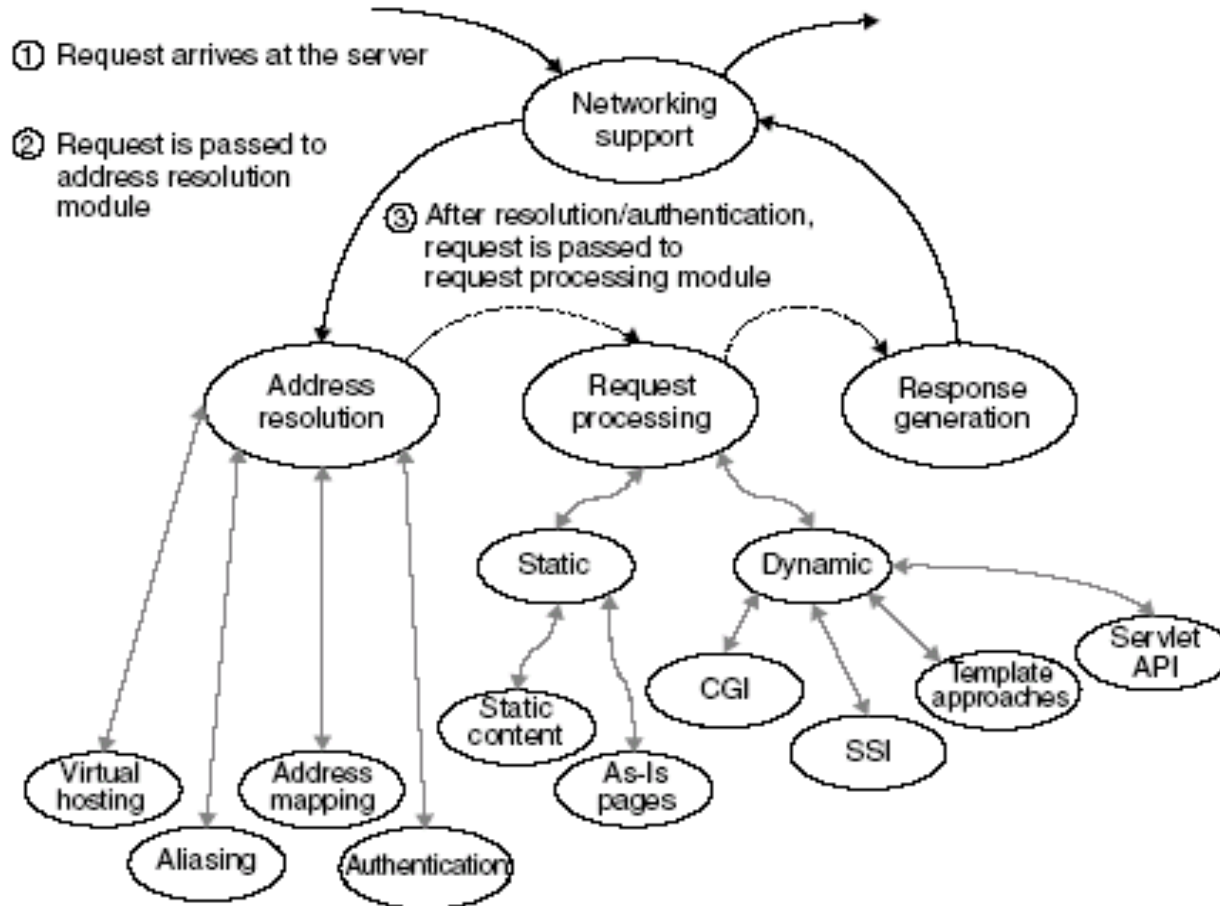 ① Request arrives at the server
② Request is passed to
address resolution
module
Networking
support
③ After resolution/authentication,
request is passed to
request processing module
Address
resolution
Request
processing
Response
generation
Static
Dynamic
Static
content
As-Is
pages
CGI
SSI
Template
approaches
Servlet
API
Virtual
hosting
Aliasing
Address
mapping
Authentication